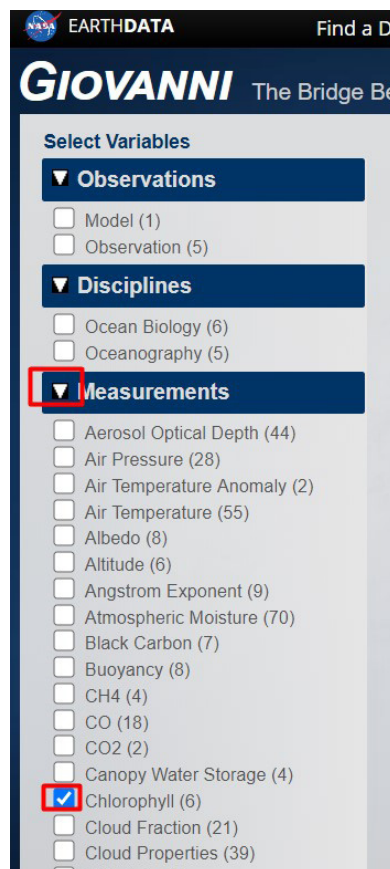 NASA EARTHDATA Find a D
GIOVANNI The Bridge Be
Select Variables
Observations
Model (1)
Observation (5)
Disciplines
Ocean Biology (6)
Oceanography (5)
Measurements
Aerosol Optical Depth (44)
Air Pressure (28)
Air Temperature Anomaly (2)
Air Temperature (55)
Albedo (8)
Altitude (6)
Angstrom Exponent (9)
Atmospheric Moisture (70)
Black Carbon (7)
Buoyancy (8)
CH4 (4)
CO (18)
CO2 (2)
Canopy Water Storage (4)
Chlorophyll (6)
Cloud Fraction (21)
Cloud Properties (39)